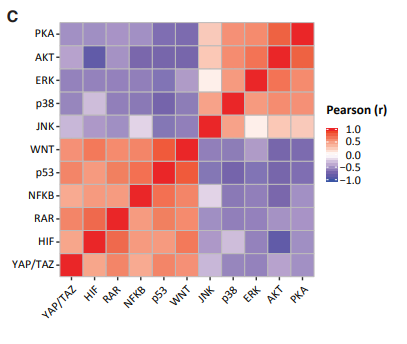 C
PKA
AKT
ERK
p38
JNK
WNT
p53
NFKB
RAR
HIF
YAP/TAZ
YAP/TAZ HIF RAR NFKB p53 WNT JNK p38 ERK AKT PKA
Pearson (r)
1.0
0.5
0.0
−0.5
−1.0